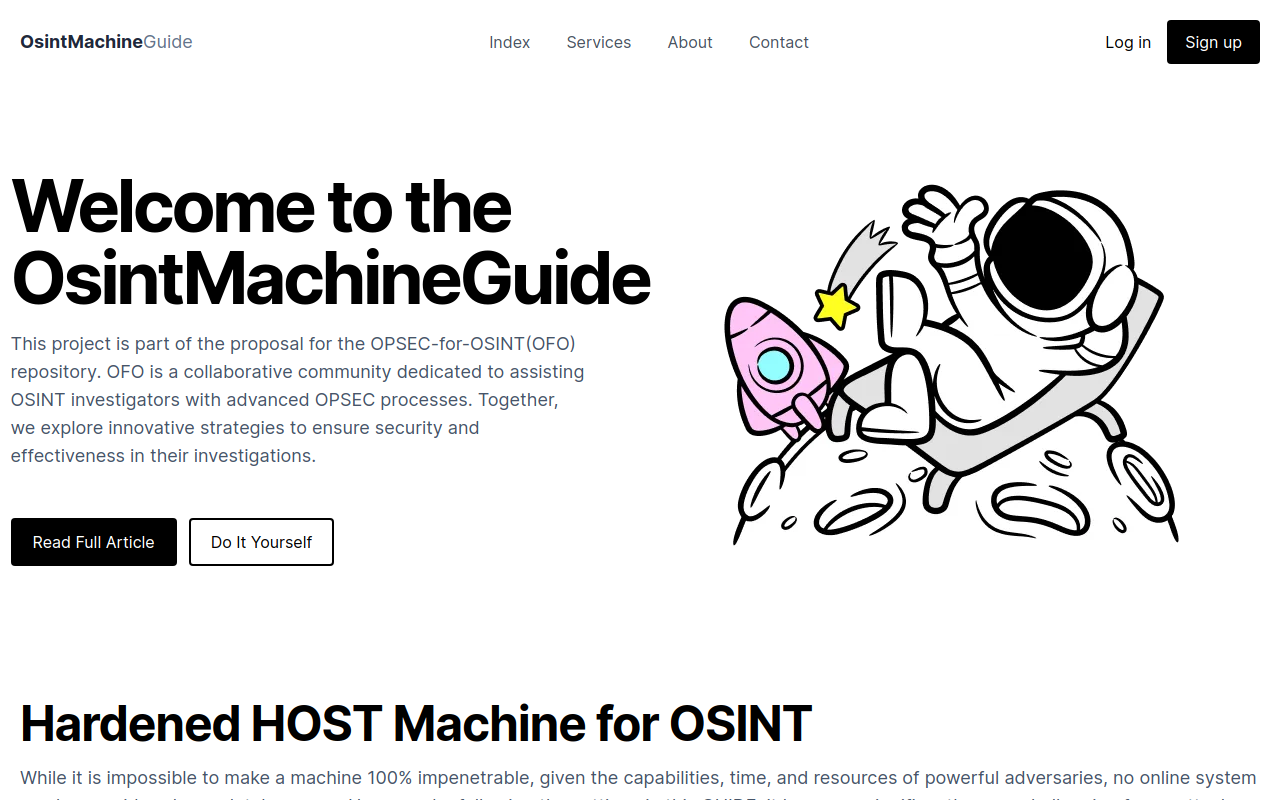 OsintMachineGuide
Index Services About Contact
Log in Sign up
Welcome to the
OsintMachineGuide
This project is part of the proposal for the OPSEC-for-OSINT(OFO)
repository. OFO is a collaborative community dedicated to assisting
OSINT investigators with advanced OPSEC processes. Together,
we explore innovative strategies to ensure security and
effectiveness in their investigations.
Read Full Article Do It Yourself
Hardened HOST Machine for OSINT
While it is impossible to make a machine 100% impenetrable, given the capabilities, time, and resources of powerful adversaries, no online system